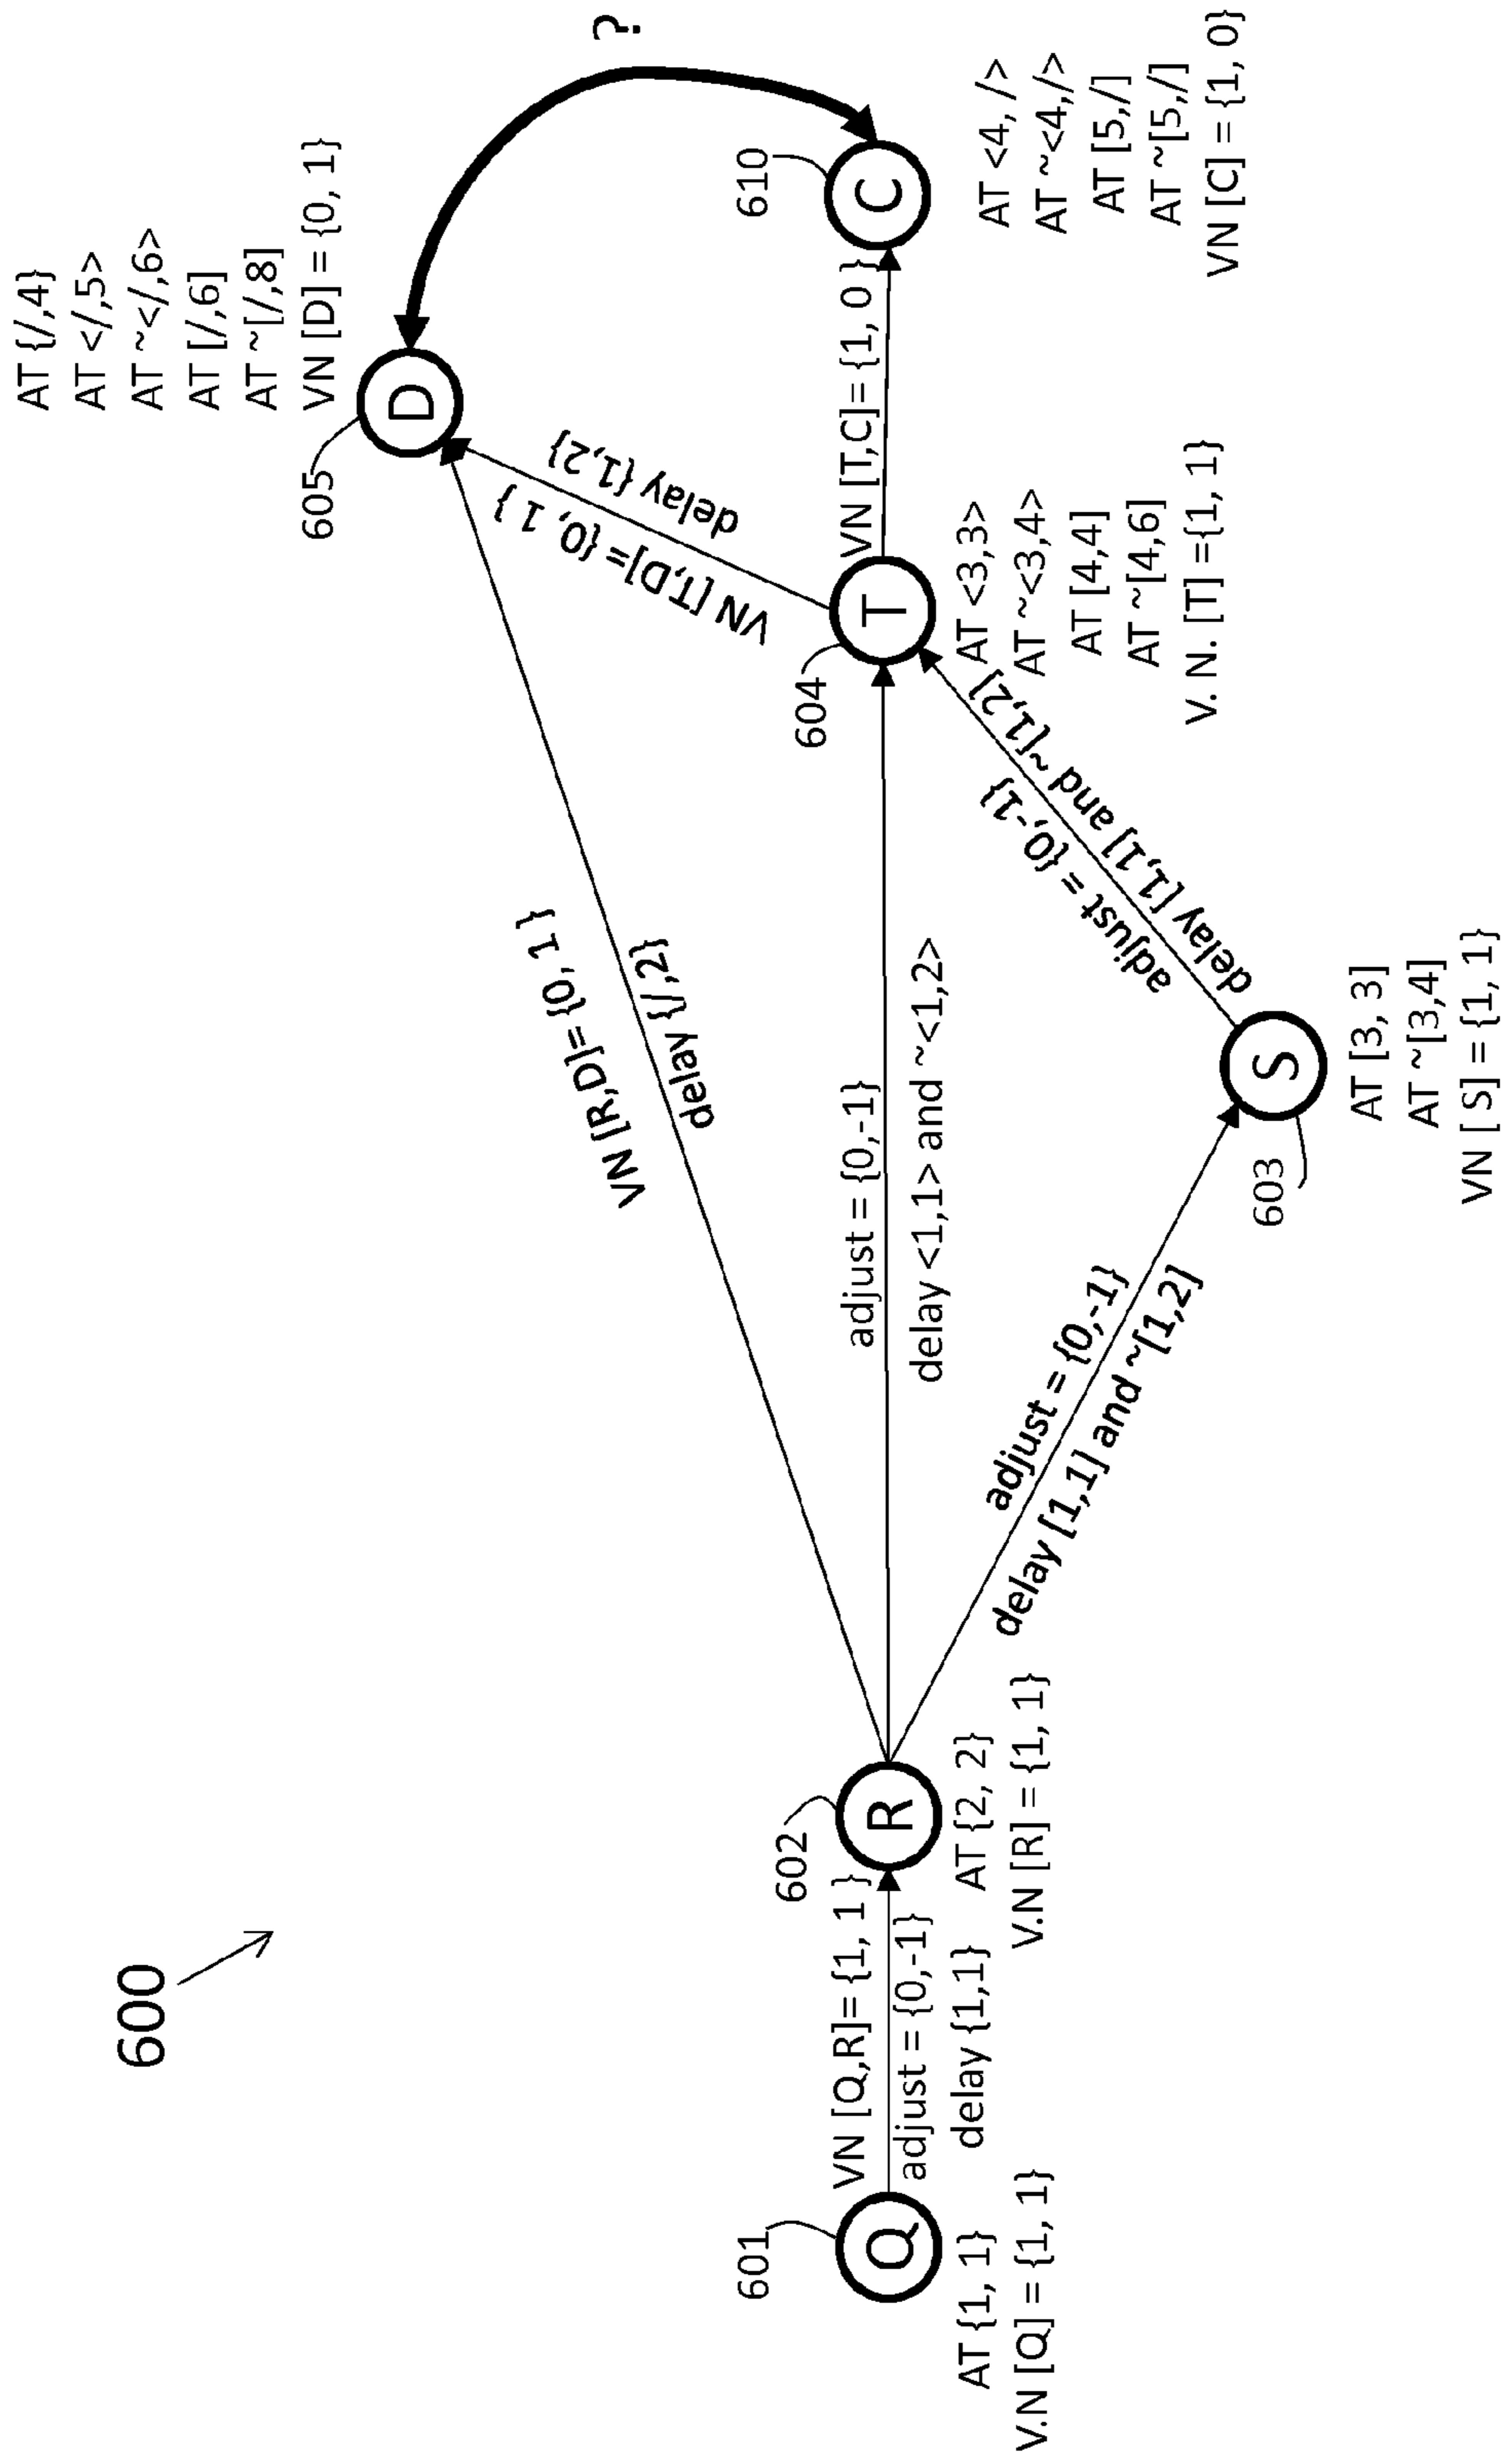 600
601
Q
AT {1, 1}
V.N [Q] = {1, 1}
VN [Q,R]= {1, 1 }
adjust = {0,-1}
delay {1,1}
602
R
AT {2, 2}
V.N [R] = {1, 1}
VN [R,D]= {0, 1 }
delay {/,2}
adjust = {0,-1}
delay <1,1> and ~<1,2>
adjust = {0,-1}
delay [1,1] and ~[1,2]
603
S
AT [3, 3]
AT ~[3,4]
VN [ S] = {1, 1}
adjust = {0,-1}
delay [1,1] and ~[1,2]
604
T
AT <3,3>
AT ~<3,4>
AT [4,4]
AT ~[4,6]
V. N. [T] ={1, 1}
VN [T,D]= {0, 1 }
delay {1,2}
VN [T,C]= {1, 0 }
605
D
AT {/,4}
AT </,5>
AT ~</,6>
AT [/,6]
AT ~[/,8]
VN [D] = {0, 1}
?
610
C
AT <4, />
AT ~<4,/>
AT [5,/]
AT ~[5,/]
VN [C] = {1, 0}